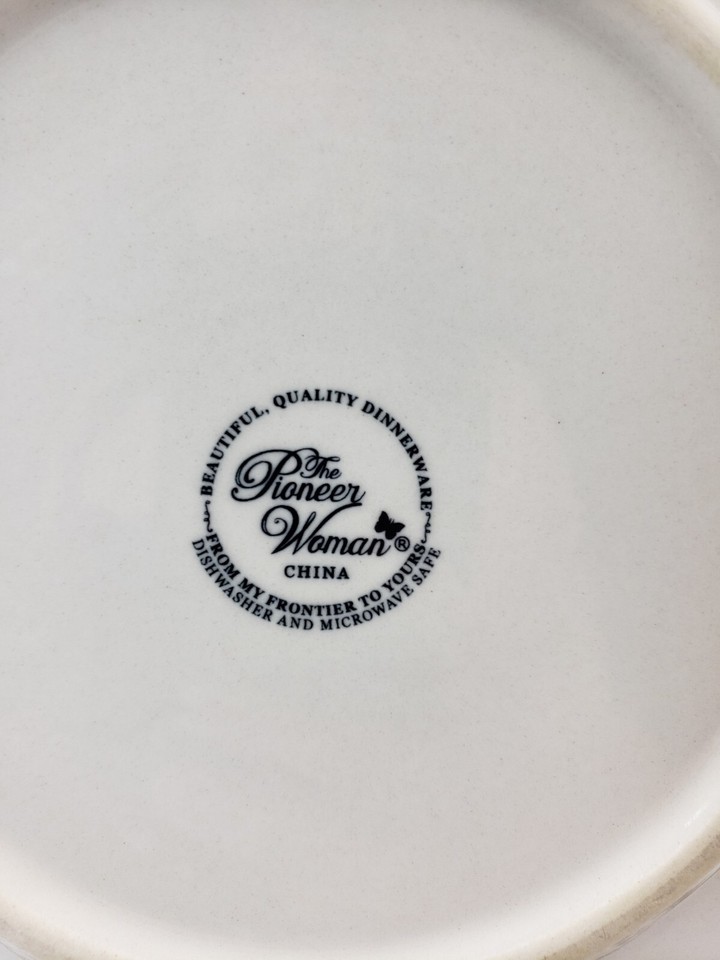 BEAUTIFUL, QUALITY DINNERWARE
The
Pioneer
Woman®
CHINA
FROM MY FRONTIER TO YOURS
DISHWASHER AND MICROWAVE SAFE